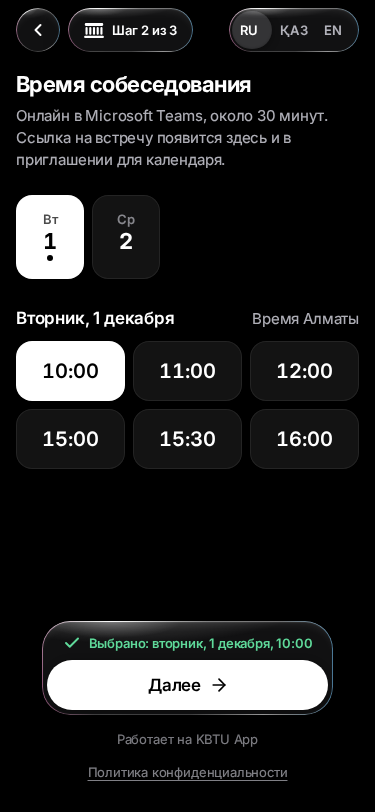 Шаг 2 из 3
RU ҚАЗ EN
Время собеседования
Онлайн в Microsoft Teams, около 30 минут.
Ссылка на встречу появится здесь и в
приглашении для календаря.
Вт Ср
1 2
Вторник, 1 декабря Время Алматы
10:00 11:00 12:00
15:00 15:30 16:00
Выбрано: вторник, 1 декабря, 10:00
Далее
Работает на KBTU App
Политика конфиденциальности